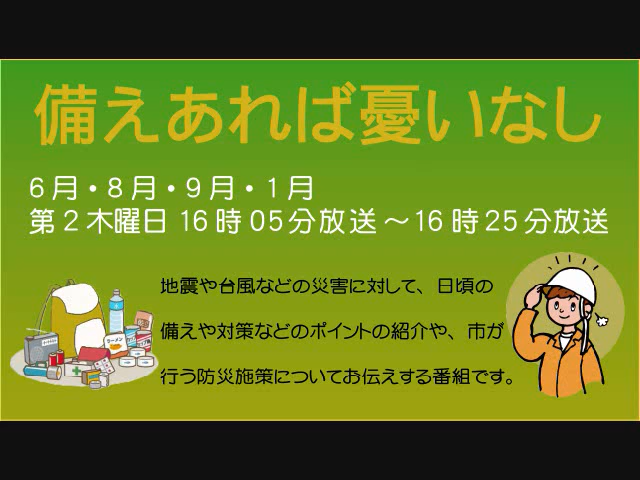 備えあれば憂いなし
6月・8月・9月・1月
第2木曜日 16時05分放送～16時25分放送
地震や台風などの災害に対して、日頃の
備えや対策などのポイントの紹介や、市が
行う防災施策についてお伝えする番組です。
ラーメン